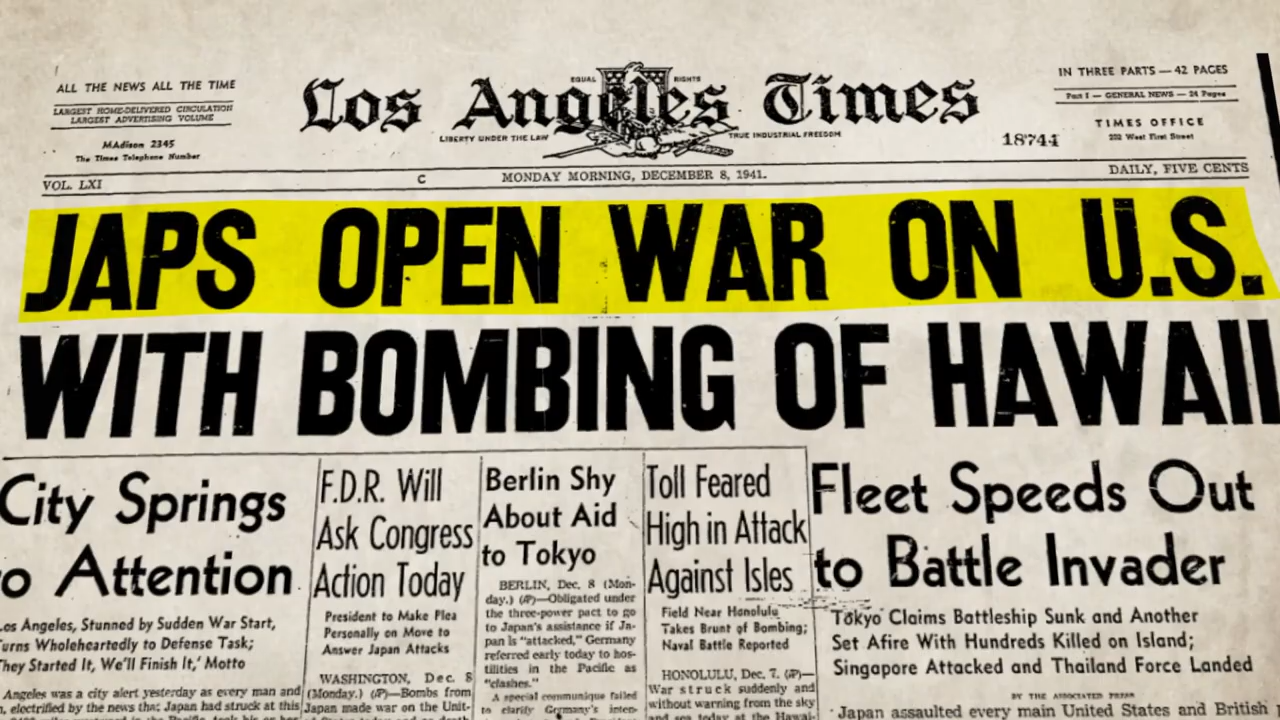 ALL THE NEWS ALL THE TIME
LARGEST HOME-DELIVERED CIRCULATION
LARGEST ADVERTISING VOLUME
MAdison 2345
The Times Telephone Number
Los Angeles Times
EQUAL RIGHTS
LIBERTY UNDER THE LAW TRUE INDUSTRIAL FREEDOM
IN THREE PARTS — 42 PAGES
Part I — GENERAL NEWS — 24 Pages
TIMES OFFICE
202 West First Street
18744
VOL. LXI C MONDAY MORNING, DECEMBER 8, 1941. DAILY, FIVE CENTS
JAPS OPEN WAR ON U.S.
WITH BOMBING OF HAWAII
City Springs
to Attention
Los Angeles, Stunned by Sudden War Start,
Turns Wholeheartedly to Defense Task;
'They Started It, We'll Finish It,' Motto
Angeles was a city alert yesterday as every man and
electrified by the news that Japan had struck at this
F.D.R. Will
Ask Congress
Action Today
President to Make Plea
Personally on Move to
Answer Japan Attacks
WASHINGTON, Dec. 8
(Monday.) (AP)—Bombs from
Japan made war on the Unit-
Berlin Shy
About Aid
to Tokyo
BERLIN, Dec. 8 (Mon-
day.) (AP)—Obligated under
the three-power pact to go
to Japan's assistance if Ja-
pan is "attacked," Germany
referred early today to hos-
tilities in the Pacific as
"clashes."
A special communique failed
to clarify Germany's inten-
Toll Feared
High in Attack
Against Isles
Field Near Honolulu
Takes Brunt of Bombing;
Naval Battle Reported
HONOLULU, Dec. 7. (AP)—
War struck suddenly and
without warning from the sky
and sea today at the Hawai-
Fleet Speeds Out
to Battle Invader
Tokyo Claims Battleship Sunk and Another
Set Afire With Hundreds Killed on Island;
Singapore Attacked and Thailand Force Landed
BY THE ASSOCIATED PRESS
Japan assaulted every main United States and British